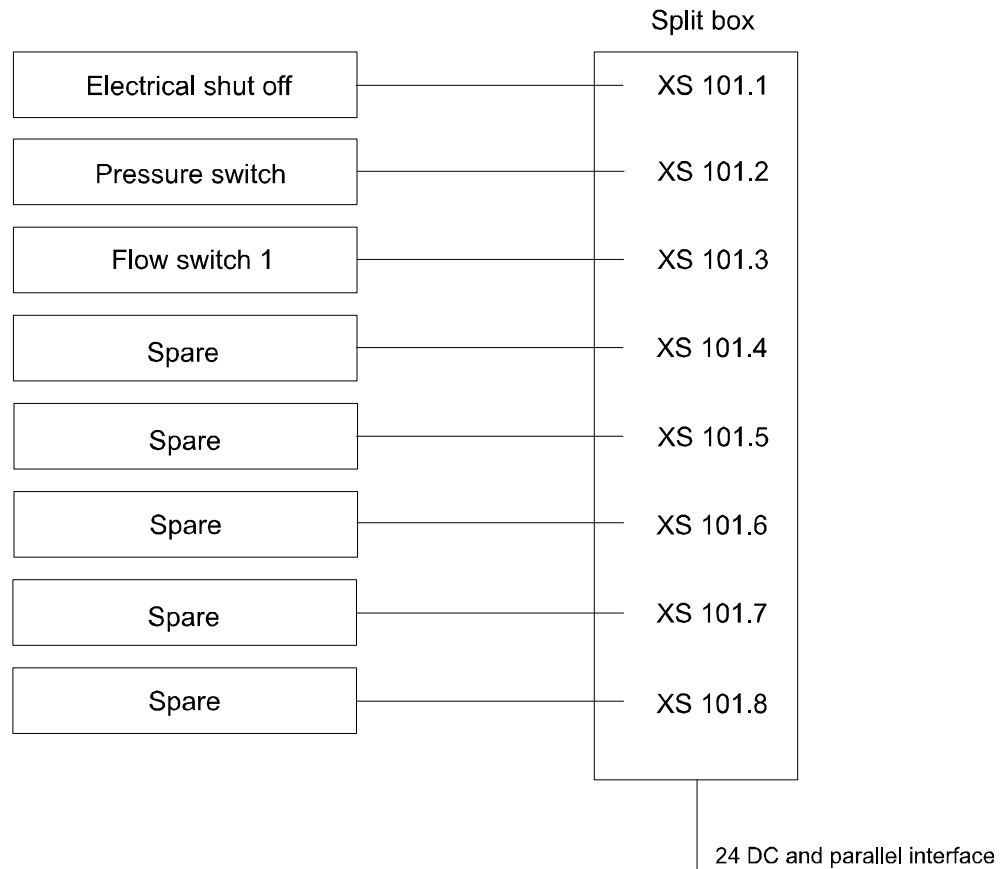 Split box
Electrical shut off
XS 101.1
Pressure switch
XS 101.2
Flow switch 1
XS 101.3
Spare
XS 101.4
Spare
XS 101.5
Spare
XS 101.6
Spare
XS 101.7
Spare
XS 101.8
24 DC and parallel interface